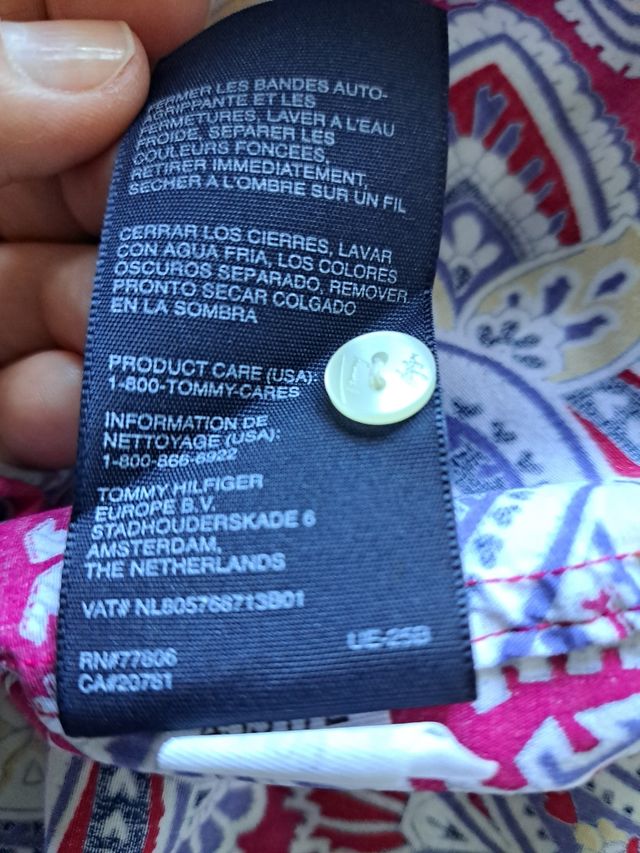 FERMER LES BANDES AUTO-
AGRIPPANTE ET LES
FERMETURES, LAVER A L'EAU
FROIDE, SEPARER LES
COULEURS FONCEES,
RETIRER IMMEDIATEMENT,
SECHER A L'OMBRE SUR UN FIL
CERRAR LOS CIERRES, LAVAR
CON AGUA FRIA, LOS COLORES
OSCUROS SEPARADO, REMOVER
PRONTO SECAR COLGADO
EN LA SOMBRA
PRODUCT CARE (USA):
1-800-TOMMY-CARES
INFORMATION DE
NETTOYAGE (USA):
1-800-866-6922
TOMMY HILFIGER
EUROPE B.V.
STADHOUDERSKADE 6
AMSTERDAM,
THE NETHERLANDS
VAT# NL805768713B01
UE-25B
RN#77806
CA#20781